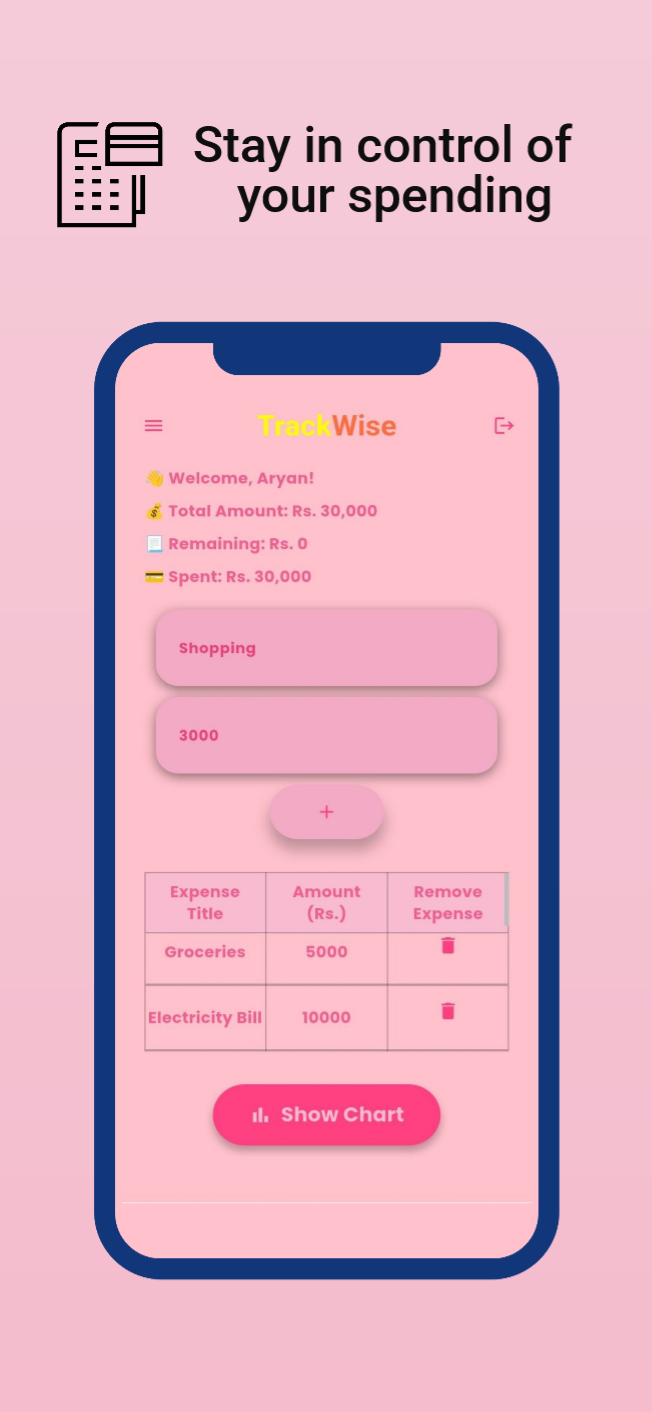 Stay in control of
your spending
TrackWise
👋 Welcome, Aryan!
💰 Total Amount: Rs. 30,000
📃 Remaining: Rs. 0
💳 Spent: Rs. 30,000
Shopping
3000
+
Expense Title Amount (Rs.) Remove Expense
Groceries 5000
Electricity Bill 10000
Show Chart